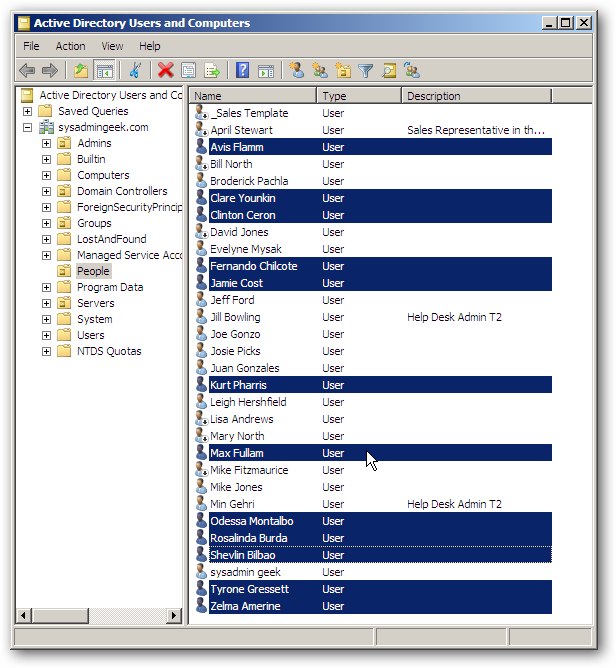 Active Directory Users and Computers
File Action View Help
Active Directory Users and Co
Saved Queries
sysadmingeek.com
Admins
Builtin
Computers
Domain Controllers
ForeignSecurityPrincip
Groups
LostAndFound
Managed Service Acco
People
Program Data
Servers
System
Users
NTDS Quotas
Name Type Description
_Sales Template User
April Stewart User Sales Representative in th...
Avis Flamm User
Bill North User
Broderick Pachla User
Clare Younkin User
Clinton Ceron User
David Jones User
Evelyne Mysak User
Fernando Chilcote User
Jamie Cost User
Jeff Ford User
Jill Bowling User Help Desk Admin T2
Joe Gonzo User
Josie Picks User
Juan Gonzales User
Kurt Pharris User
Leigh Hershfield User
Lisa Andrews User
Mary North User
Max Fullam User
Mike Fitzmaurice User
Mike Jones User
Min Gehri User Help Desk Admin T2
Odessa Montalbo User
Rosalinda Burda User
Shevlin Bilbao User
sysadmin geek User
Tyrone Gressett User
Zelma Amerine User